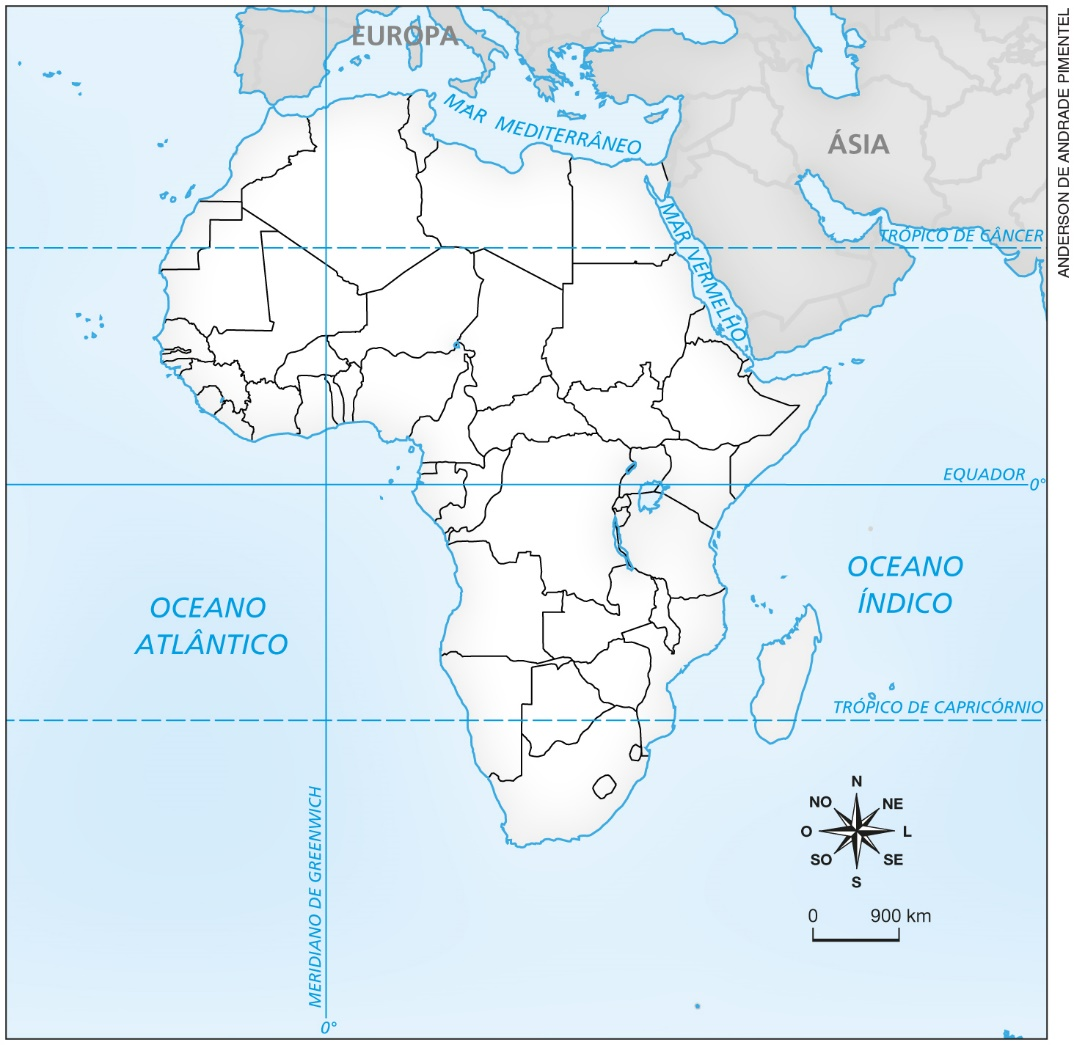 EUROPA
MAR MEDITERRÂNEO
ÁSIA
MAR VERMELHO
TRÓPICO DE CÂNCER
EQUADOR
0°
OCEANO
ATLÂNTICO
OCEANO
ÍNDICO
TRÓPICO DE CAPRICÓRNIO
MERIDIANO DE GREENWICH
0°
N
NO
NE
O
L
SO
SE
S
0
900 km
ANDERSON DE ANDRADE PIMENTEL